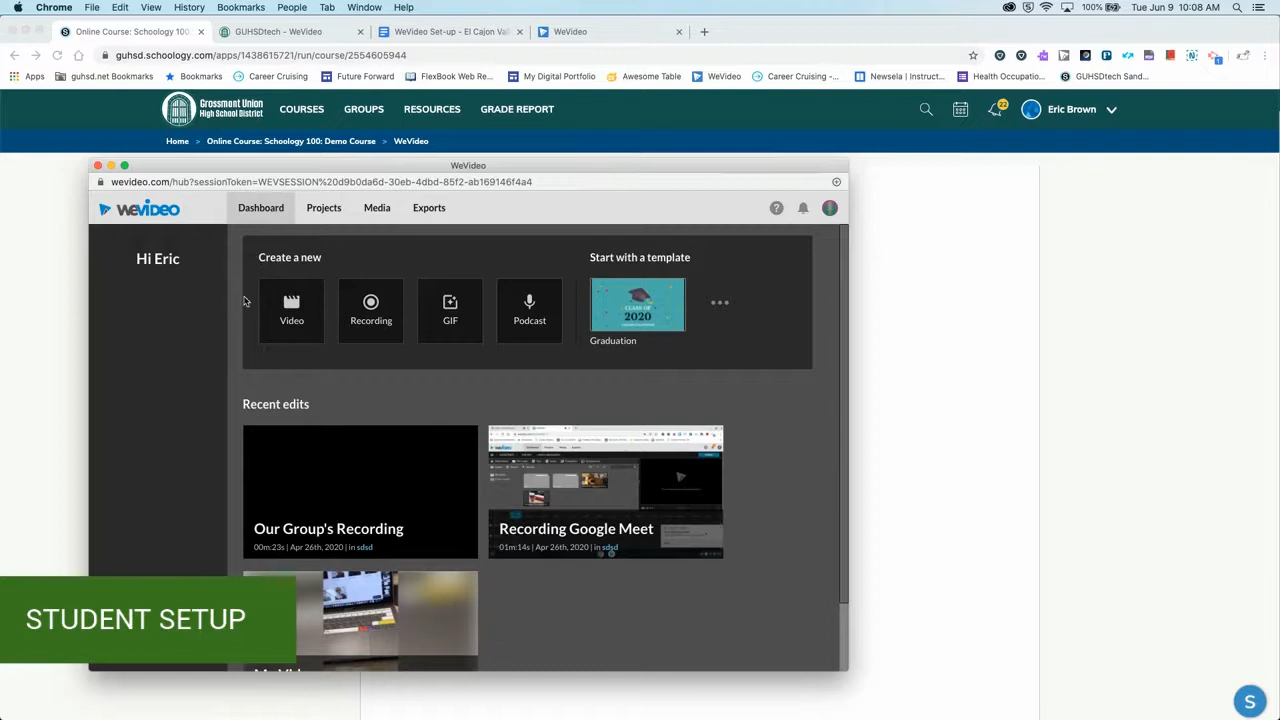 Chrome File Edit View History Bookmarks People Tab Window Help 100% Tue Jun 9 10:08 AM
Online Course: Schoology 100: GUHSDtech - WeVideo WeVideo Set-up - El Cajon Val WeVideo
guhsd.net/apps/1438615721/run/course/2554605944
Apps guhsd.net Bookmarks Bookmarks Career Cruising Future Forward FlexBook Web Re... My Digital Portfolio Awesome Table WeVideo Career Cruising -... Newsela | Instruct... Health Occupatio... GUHSDtech Sand...
Grossmont Union
High School District
COURSES GROUPS RESOURCES GRADE REPORT 22 Eric Brown
Home > Online Course: Schoology 100: Demo Course > WeVideo
WeVideo
wevideo.com/hub?sessionToken=WEVSESSION%20d9b0da6d-30eb-4dbd-85f2-ab169146f4a4
WEVIDEO Dashboard Projects Media Exports
Hi Eric
Create a new Start with a template
CLASS OF
2020
Video Recording GIF Podcast
Graduation
Recent edits
Our Group's Recording
00m:23s | Apr 26th, 2020 | in sdsd
Recording Google Meet
01m:14s | Apr 26th, 2020 | in sdsd
STUDENT SETUP
S